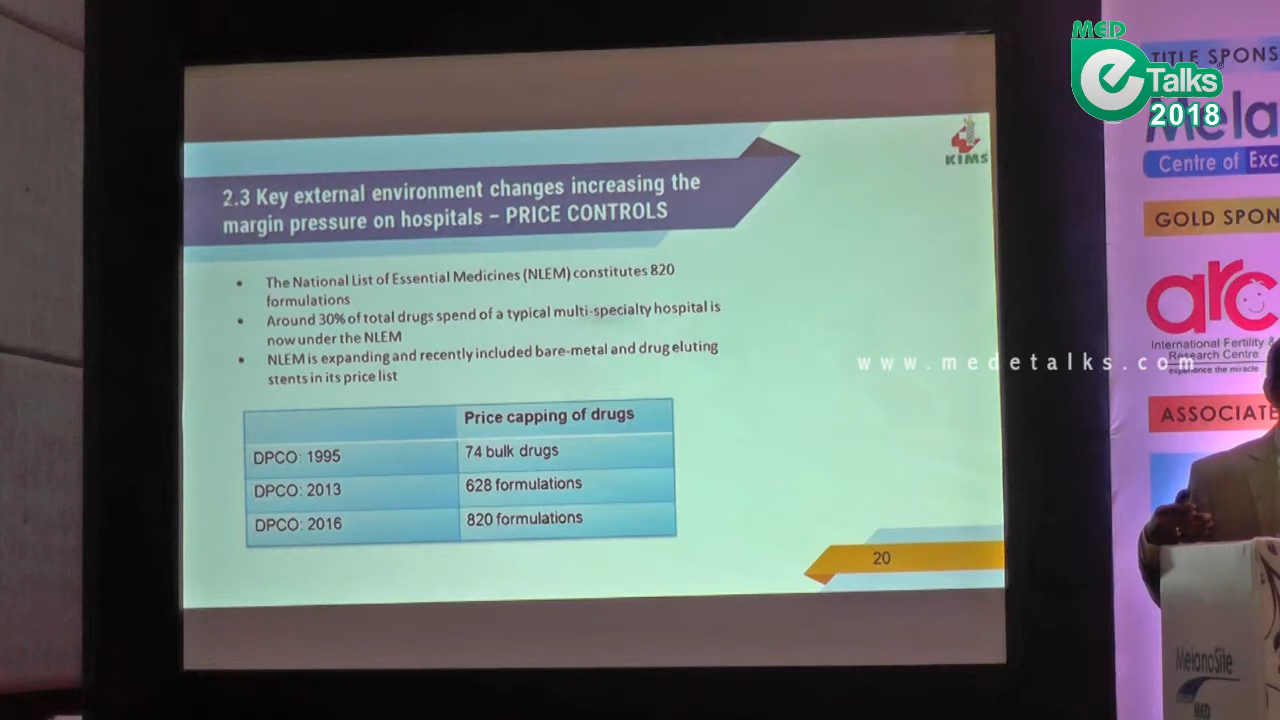 MED
e Talks
2018
TITLE SPONS
Mela
Centre of Exc
GOLD SPON
arc
International Fertility &
Research Centre
experience the miracle
ASSOCIATE
KIMS
2.3 Key external environment changes increasing the
margin pressure on hospitals – PRICE CONTROLS
• The National List of Essential Medicines (NLEM) constitutes 820
formulations
• Around 30% of total drugs spend of a typical multi-specialty hospital is
now under the NLEM
• NLEM is expanding and recently included bare-metal and drug eluting
stents in its price list
www.medetalks.com
Price capping of drugs
DPCO: 1995 74 bulk drugs
DPCO: 2013 628 formulations
DPCO: 2016 820 formulations
20
MelanoSite
MED